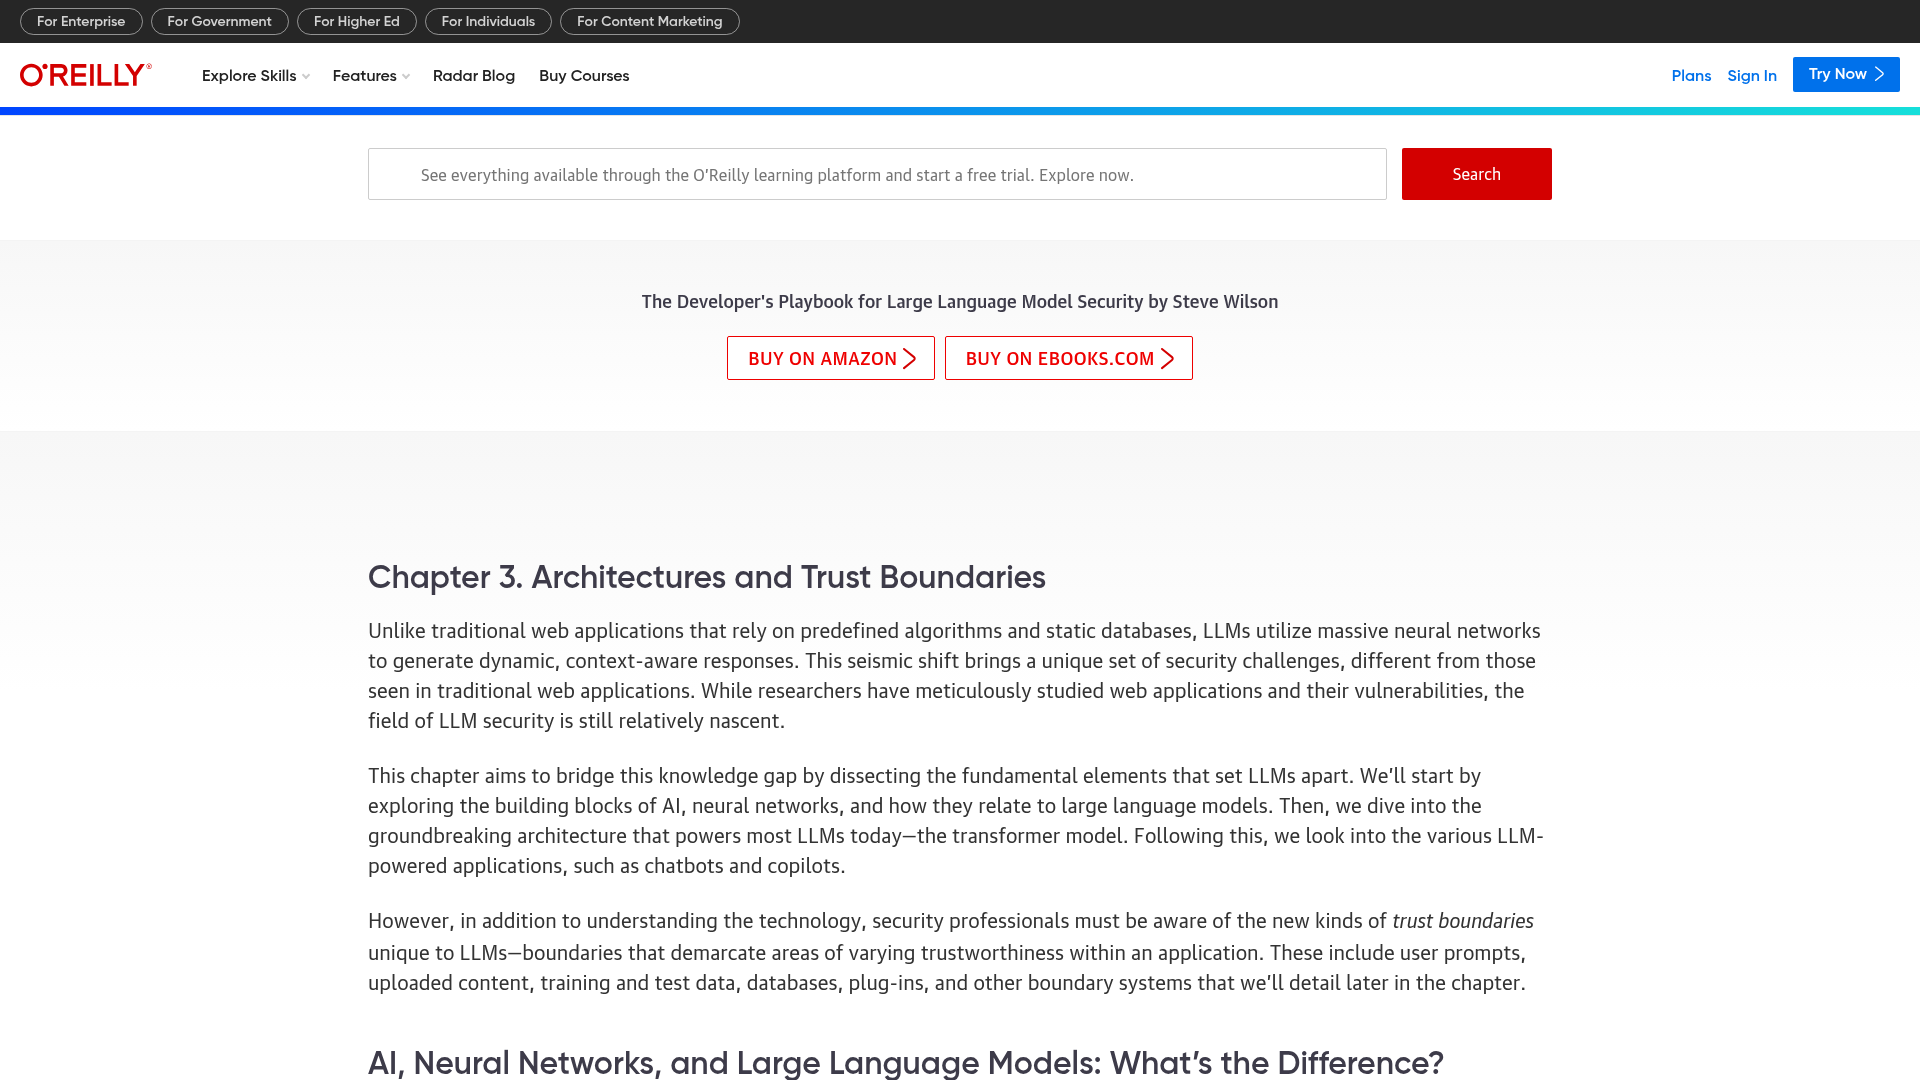 For Enterprise
For Government
For Higher Ed
For Individuals
For Content Marketing
O'REILLY®
Explore Skills
Features
Radar Blog
Buy Courses
Plans
Sign In
Try Now
See everything available through the O’Reilly learning platform and start a free trial. Explore now.
Search
The Developer's Playbook for Large Language Model Security by Steve Wilson
BUY ON AMAZON
BUY ON EBOOKS.COM
Chapter 3. Architectures and Trust Boundaries
Unlike traditional web applications that rely on predefined algorithms and static databases, LLMs utilize massive neural networks
to generate dynamic, context-aware responses. This seismic shift brings a unique set of security challenges, different from those
seen in traditional web applications. While researchers have meticulously studied web applications and their vulnerabilities, the
field of LLM security is still relatively nascent.
This chapter aims to bridge this knowledge gap by dissecting the fundamental elements that set LLMs apart. We’ll start by
exploring the building blocks of AI, neural networks, and how they relate to large language models. Then, we dive into the
groundbreaking architecture that powers most LLMs today—the transformer model. Following this, we look into the various LLM-
powered applications, such as chatbots and copilots.
However, in addition to understanding the technology, security professionals must be aware of the new kinds of trust boundaries
unique to LLMs—boundaries that demarcate areas of varying trustworthiness within an application. These include user prompts,
uploaded content, training and test data, databases, plug-ins, and other boundary systems that we’ll detail later in the chapter.
AI, Neural Networks, and Large Language Models: What’s the Difference?